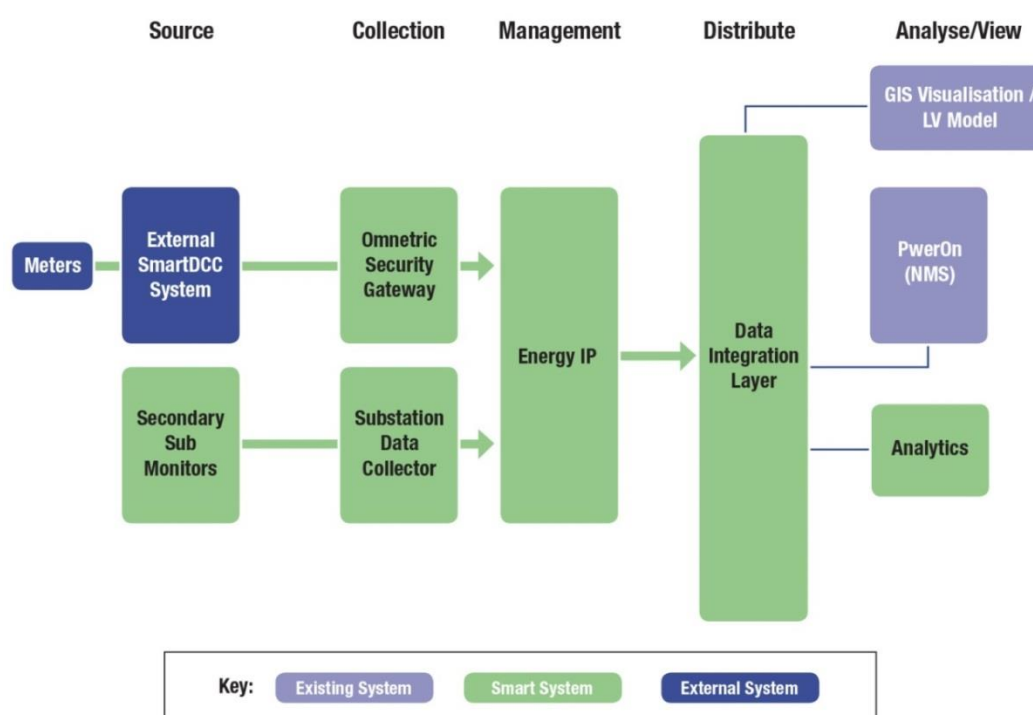 Source Collection Management Distribute Analyse/View
GIS Visualisation /
LV Model
Meters
External
SmartDCC
System
Omnetric
Security
Gateway
Energy IP
Data
Integration
Layer
PwerOn
(NMS)
Secondary
Sub
Monitors
Substation
Data
Collector
Analytics
Key: Existing System Smart System External System